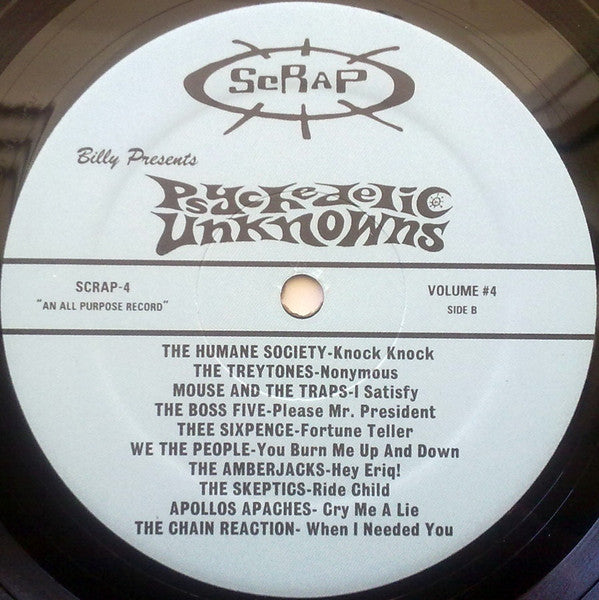 ScRAP
Billy Presents
Psychedelic
Unknowns
SCRAP-4
"AN ALL PURPOSE RECORD"
VOLUME #4
SIDE B
THE HUMANE SOCIETY-Knock Knock
THE TREYTONES-Nonymous
MOUSE AND THE TRAPS-I Satisfy
THE BOSS FIVE-Please Mr. President
THEE SIXPENCE-Fortune Teller
WE THE PEOPLE-You Burn Me Up And Down
THE AMBERJACKS-Hey Eriq!
THE SKEPTICS-Ride Child
APOLLOS APACHES- Cry Me A Lie
THE CHAIN REACTION- When I Needed You